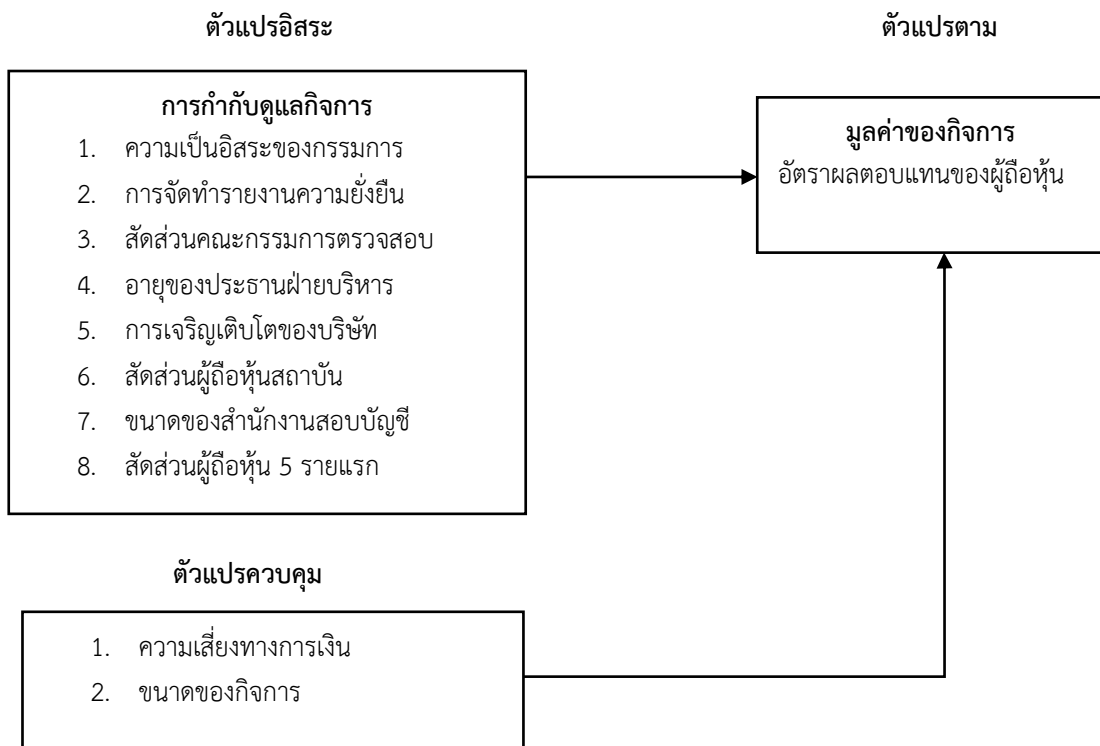 ตัวแปรอิสระ
ตัวแปรตาม
การกำกับดูแลกิจการ
1. ความเป็นอิสระของกรรมการ
2. การจัดทำรายงานความยั่งยืน
3. สัดส่วนคณะกรรมการตรวจสอบ
4. อายุของประธานฝ่ายบริหาร
5. การเจริญเติบโตของบริษัท
6. สัดส่วนผู้ถือหุ้นสถาบัน
7. ขนาดของสำนักงานสอบบัญชี
8. สัดส่วนผู้ถือหุ้น 5 รายแรก
มูลค่าของกิจการ
อัตราผลตอบแทนของผู้ถือหุ้น
ตัวแปรควบคุม
1. ความเสี่ยงทางการเงิน
2. ขนาดของกิจการ